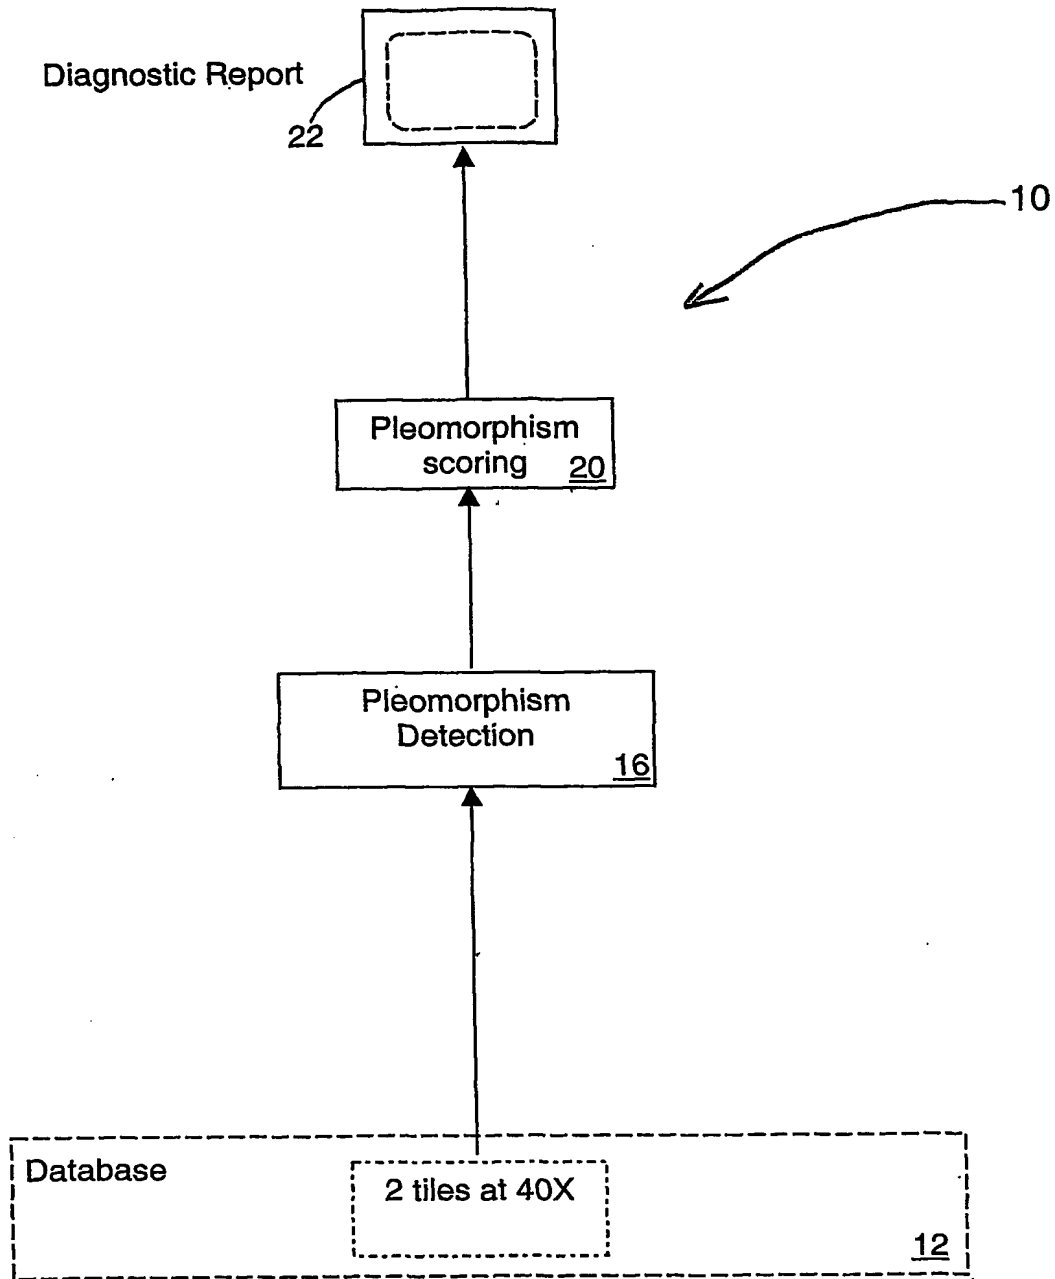 Diagnostic Report
22
10
Pleomorphism
scoring 20
Pleomorphism
Detection
16
Database
2 tiles at 40X
12